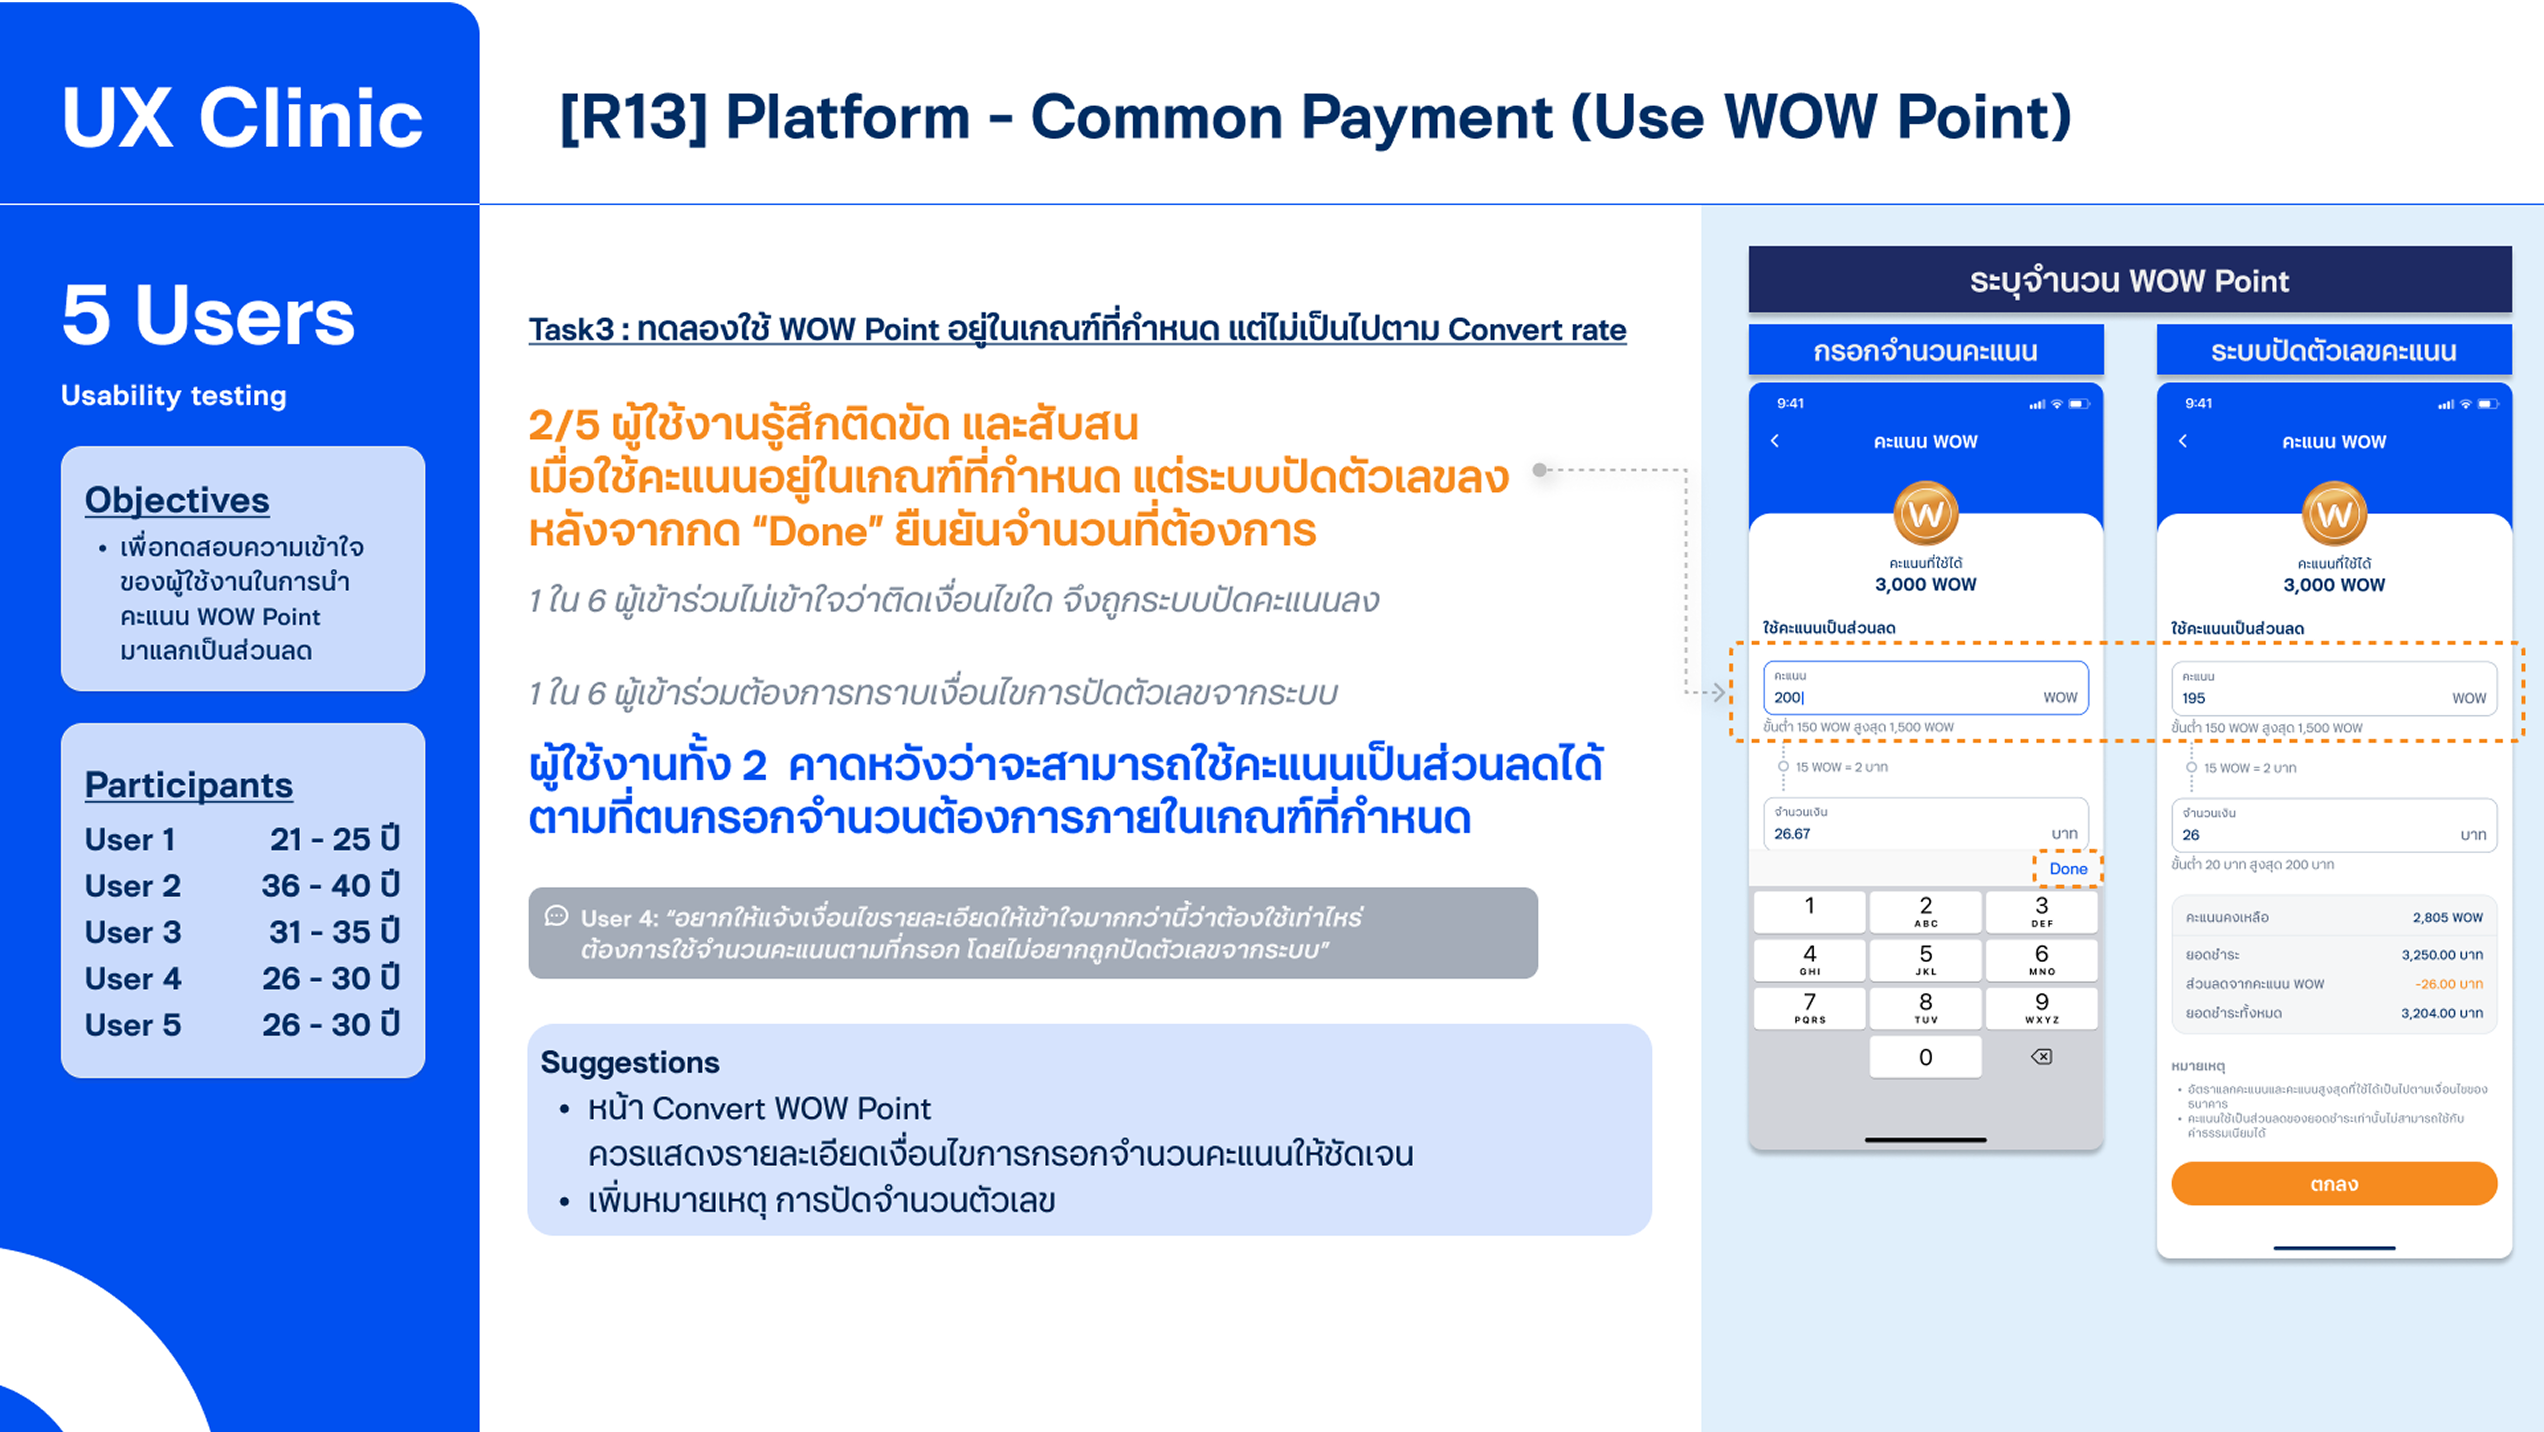 UX Clinic
[R13] Platform - Common Payment (Use WOW Point)
5 Users
Usability testing
Objectives
• เพื่อทดสอบความเข้าใจ
ของผู้ใช้งานในการนำ
คะแนน WOW Point
มาแลกเป็นส่วนลด
Participants
User 1 21 - 25 ปี
User 2 36 - 40 ปี
User 3 31 - 35 ปี
User 4 26 - 30 ปี
User 5 26 - 30 ปี
Task3 : ทดลองใช้ WOW Point อยู่ในเกณฑ์ที่กำหนด แต่ไม่เป็นไปตาม Convert rate
2/5 ผู้ใช้งานรู้สึกติดขัด และสับสน
เมื่อใช้คะแนนอยู่ในเกณฑ์ที่กำหนด แต่ระบบปัดตัวเลขลง
หลังจากกด “Done” ยืนยันจำนวนที่ต้องการ
1 ใน 6 ผู้เข้าร่วมไม่เข้าใจว่าติดเงื่อนไขใด จึงถูกระบบปัดคะแนนลง
1 ใน 6 ผู้เข้าร่วมต้องการทราบเงื่อนไขการปัดตัวเลขจากระบบ
ผู้ใช้งานทั้ง 2 คาดหวังว่าจะสามารถใช้คะแนนเป็นส่วนลดได้
ตามที่ตนกรอกจำนวนต้องการภายในเกณฑ์ที่กำหนด
User 4: “อยากให้แจ้งเงื่อนไขรายละเอียดให้เข้าใจมากกว่านี้ว่าต้องใช้เท่าไหร่
ต้องการใช้จำนวนคะแนนตามที่กรอก โดยไม่อยากถูกปัดตัวเลขจากระบบ”
Suggestions
• หน้า Convert WOW Point
ควรแสดงรายละเอียดเงื่อนไขการกรอกจำนวนคะแนนให้ชัดเจน
• เพิ่มหมายเหตุ การปัดจำนวนตัวเลข
ระบุจำนวน WOW Point
กรอกจำนวนคะแนน
9:41
คะแนน WOW
W
คะแนนที่ใช้ได้
3,000 WOW
ใช้คะแนนเป็นส่วนลด
คะแนน
200 WOW
ขั้นต่ำ 150 WOW สูงสุด 1,500 WOW
15 WOW = 2 บาท
จำนวนเงิน
26.67 บาท
Done
1 2 3
ABC DEF
4 5 6
GHI JKL MNO
7 8 9
PQRS TUV WXYZ
0
ระบบปัดตัวเลขคะแนน
9:41
คะแนน WOW
W
คะแนนที่ใช้ได้
3,000 WOW
ใช้คะแนนเป็นส่วนลด
คะแนน
195 WOW
ขั้นต่ำ 150 WOW สูงสุด 1,500 WOW
15 WOW = 2 บาท
จำนวนเงิน
26 บาท
ขั้นต่ำ 20 บาท สูงสุด 200 บาท
คะแนนคงเหลือ 2,805 WOW
ยอดชำระ 3,250.00 บาท
ส่วนลดจากคะแนน WOW -26.00 บาท
ยอดชำระทั้งหมด 3,204.00 บาท
หมายเหตุ
• อัตราแลกคะแนนและคะแนนสูงสุดที่ใช้ได้เป็นไปตามเงื่อนไขของ
ธนาคาร
• คะแนนใช้เป็นส่วนลดของยอดชำระเท่านั้นไม่สามารถใช้กับ
ค่าธรรมเนียมได้
ตกลง